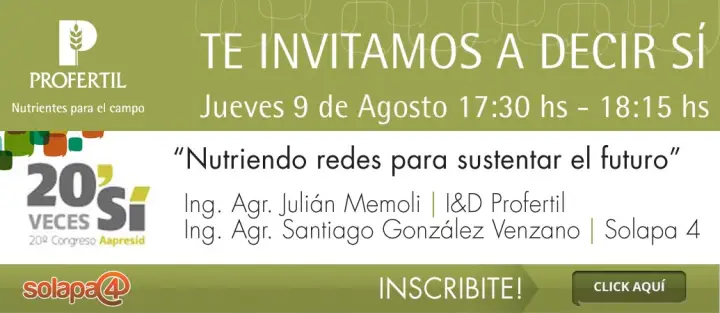 PROFERTIL
Nutrientes para el campo
TE INVITAMOS A DECIR SÍ
Jueves 9 de Agosto 17:30 hs - 18:15 hs
20'Sí
VECES
20º Congreso Aapresid
“Nutriendo redes para sustentar el futuro”
Ing. Agr. Julián Memoli | I&D Profertil
Ing. Agr. Santiago González Venzano | Solapa 4
solapa4
INSCRIBITE!
CLICK AQUÍ